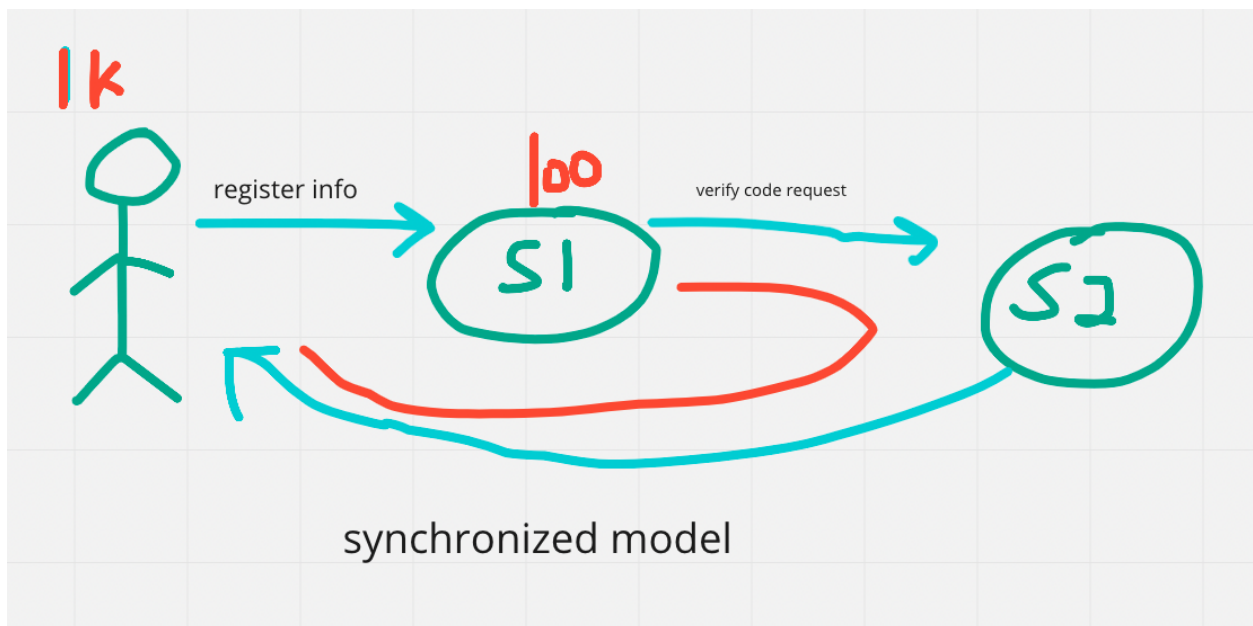 1k
100
register info
verify code request
S1
S2
synchronized model